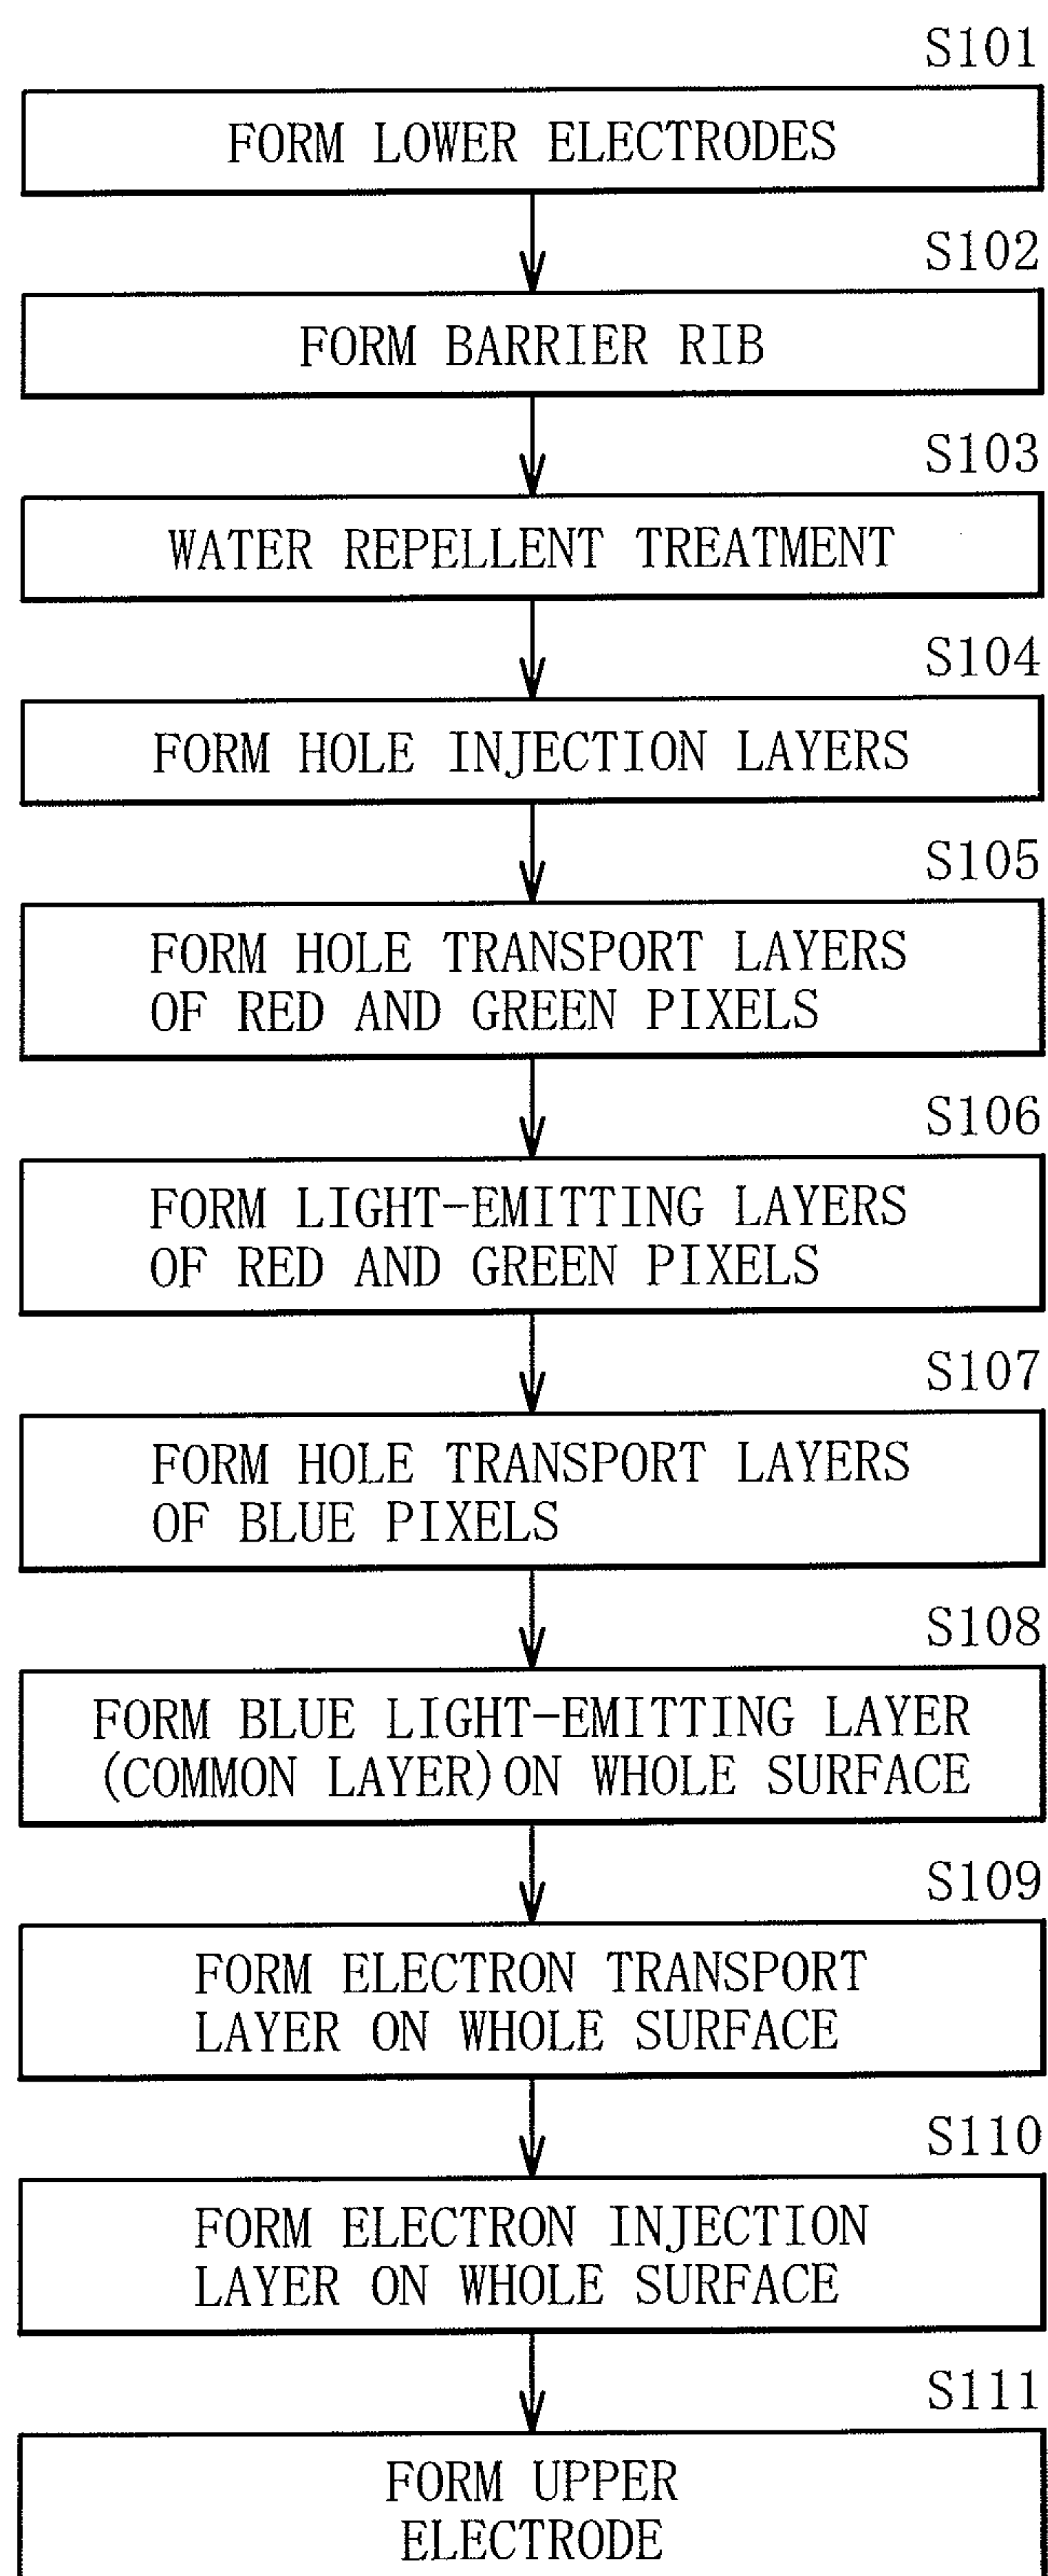 S101
FORM LOWER ELECTRODES
S102
FORM BARRIER RIB
S103
WATER REPELLENT TREATMENT
S104
FORM HOLE INJECTION LAYERS
S105
FORM HOLE TRANSPORT LAYERS
OF RED AND GREEN PIXELS
S106
FORM LIGHT-EMITTING LAYERS
OF RED AND GREEN PIXELS
S107
FORM HOLE TRANSPORT LAYERS
OF BLUE PIXELS
S108
FORM BLUE LIGHT-EMITTING LAYER
(COMMON LAYER) ON WHOLE SURFACE
S109
FORM ELECTRON TRANSPORT
LAYER ON WHOLE SURFACE
S110
FORM ELECTRON INJECTION
LAYER ON WHOLE SURFACE
S111
FORM UPPER
ELECTRODE